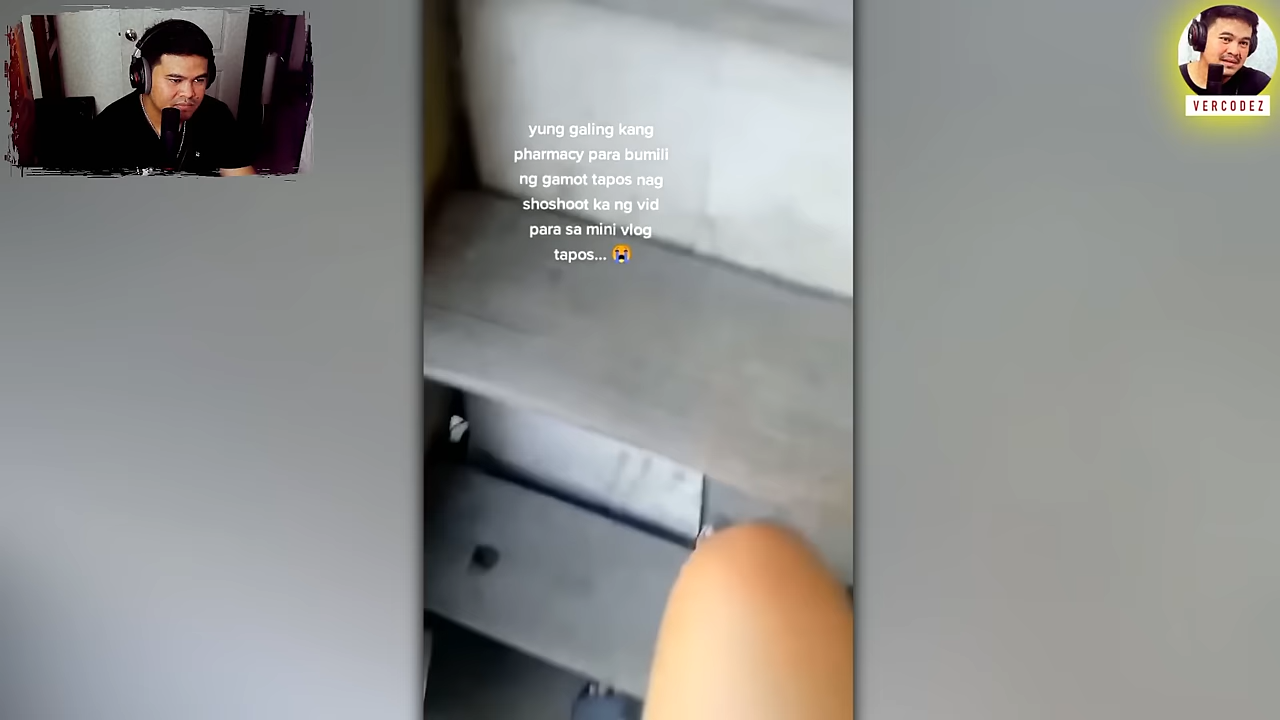 yung galing kang
pharmacy para bumili
ng gamot tapos nag
shoshoot ka ng vid
para sa mini vlog
tapos... 😭
VERCODEZ